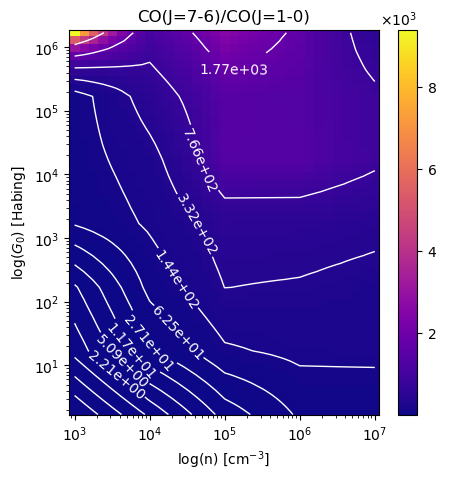 CO(J=7-6)/CO(J=1-0)
×10³
10⁶
10⁵
10⁴
10³
10²
10¹
log(G₀) [Habing]
1.77e+03
7.66e+02
3.32e+02
1.44e+02
6.25e+01
2.71e+01
1.17e+01
5.09e+00
2.21e+00
8
6
4
2
10³ 10⁴ 10⁵ 10⁶ 10⁷
log(n) [cm⁻³]